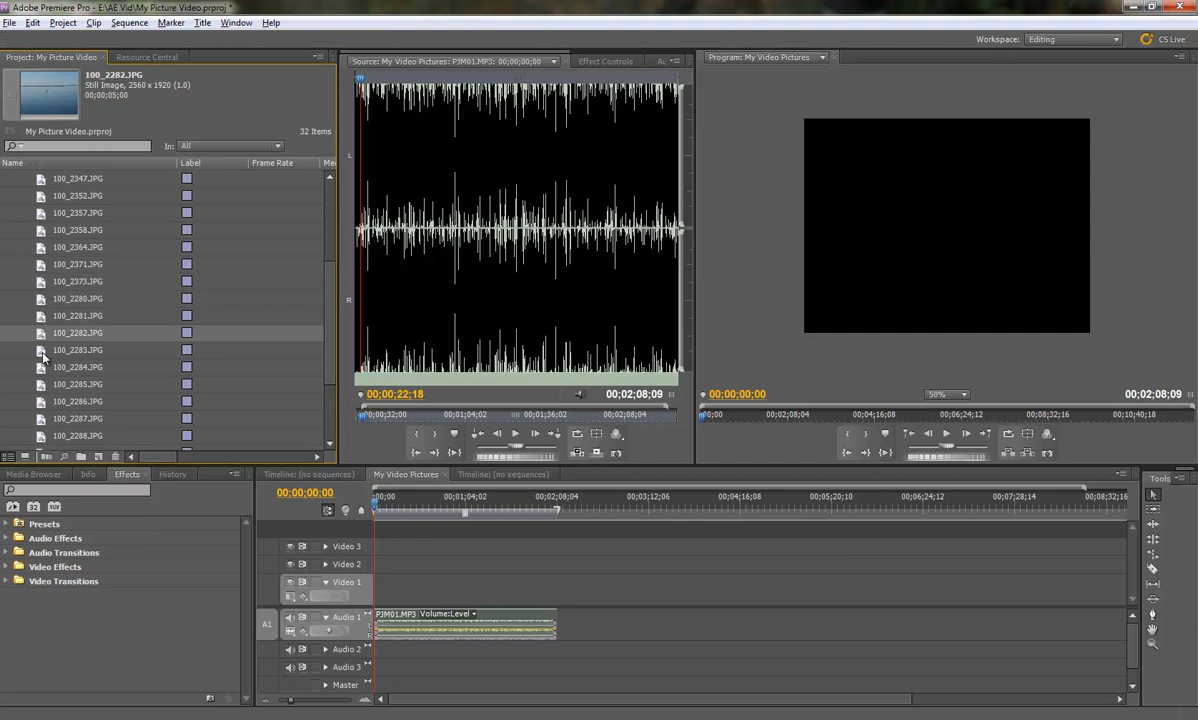 Adobe Premiere Pro - E:\AE Vid\My Picture Video.prproj *
File Edit Project Clip Sequence Marker Title Window Help
Workspace: Editing CS Live
Project: My Picture Video Resource Central
100_2282.JPG
Still Image, 2560 x 1920 (1.0)
00;00;05;00
My Picture Video.prproj 32 Items
In: All
Name Label Frame Rate Me
100_2347.JPG
100_2352.JPG
100_2357.JPG
100_2358.JPG
100_2364.JPG
100_2371.JPG
100_2373.JPG
100_2280.JPG
100_2281.JPG
100_2282.JPG
100_2283.JPG
100_2284.JPG
100_2285.JPG
100_2286.JPG
100_2287.JPG
100_2288.JPG
Source: My Video Pictures: PJM01.MP3: 00;00;00;00 Effect Controls Au
L
R
00;00;22;18 00;02;08;09
00;00;32;00 00;01;04;02 00;01;36;02 00;02;08;04
Program: My Video Pictures
00;00;00;00 50% 00;02;08;09
00;00 00;02;08;04 00;04;16;08 00;06;24;12 00;08;32;16 00;10;40;18
Media Browser Info Effects History
Presets
Audio Effects
Audio Transitions
Video Effects
Video Transitions
Timeline: (no sequences) My Video Pictures Timeline: (no sequences)
00;00;00;00
;00;00 00;01;04;02 00;02;08;04 00;03;12;06 00;04;16;08 00;05;20;10 00;06;24;12 00;07;28;14 00;08;32;16
Video 3
Video 2
Video 1
A1 Audio 1 PJM01.MP3 Volume:Level
L
R
Audio 2
Audio 3
Master
Tools